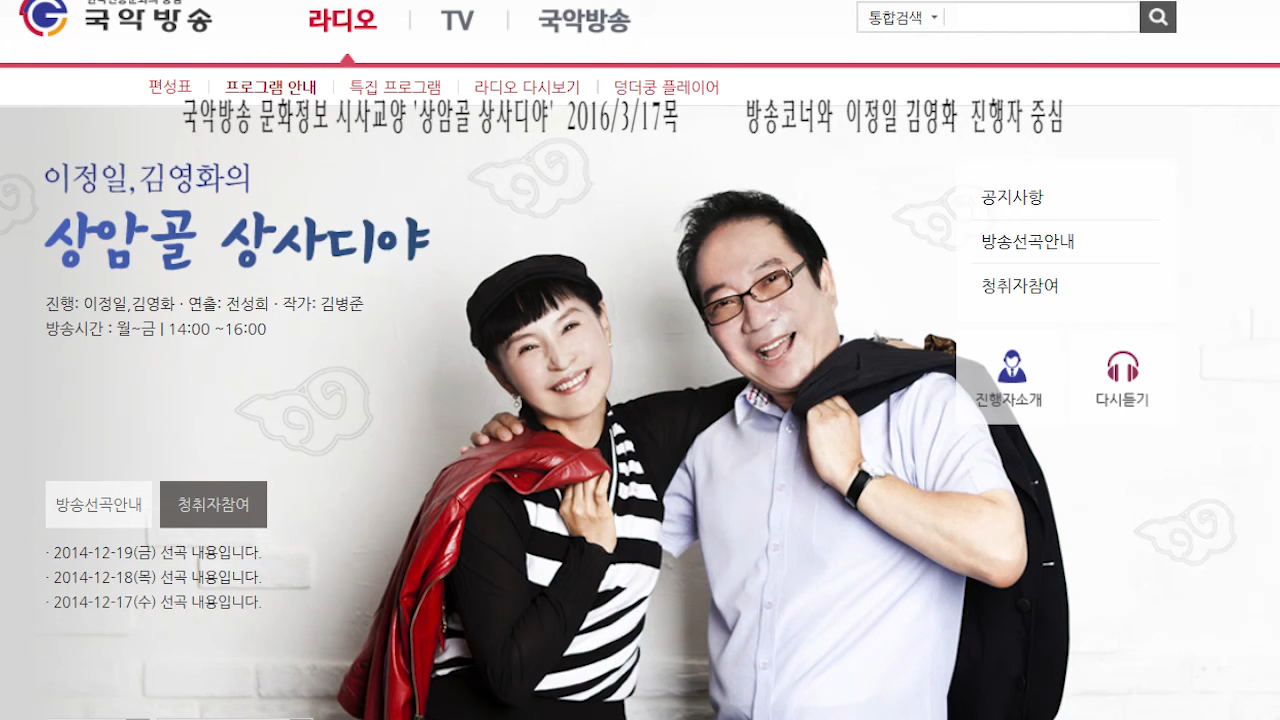 국악방송
라디오 | TV | 국악방송
통합검색
편성표 | 프로그램 안내 | 특집 프로그램 | 라디오 다시보기 | 덩더쿵 플레이어
국악방송 문화정보 시사교양 '상암골 상사디야' 2016/3/17목 방송코너와 이정일 김영화 진행자 중심
이정일,김영화의
상암골 상사디야
진행: 이정일,김영화 · 연출: 전성희 · 작가: 김병준
방송시간 : 월~금 | 14:00 ~16:00
공지사항
방송선곡안내
청취자참여
진행자소개 다시듣기
방송선곡안내 청취자참여
· 2014-12-19(금) 선곡 내용입니다.
· 2014-12-18(목) 선곡 내용입니다.
· 2014-12-17(수) 선곡 내용입니다.